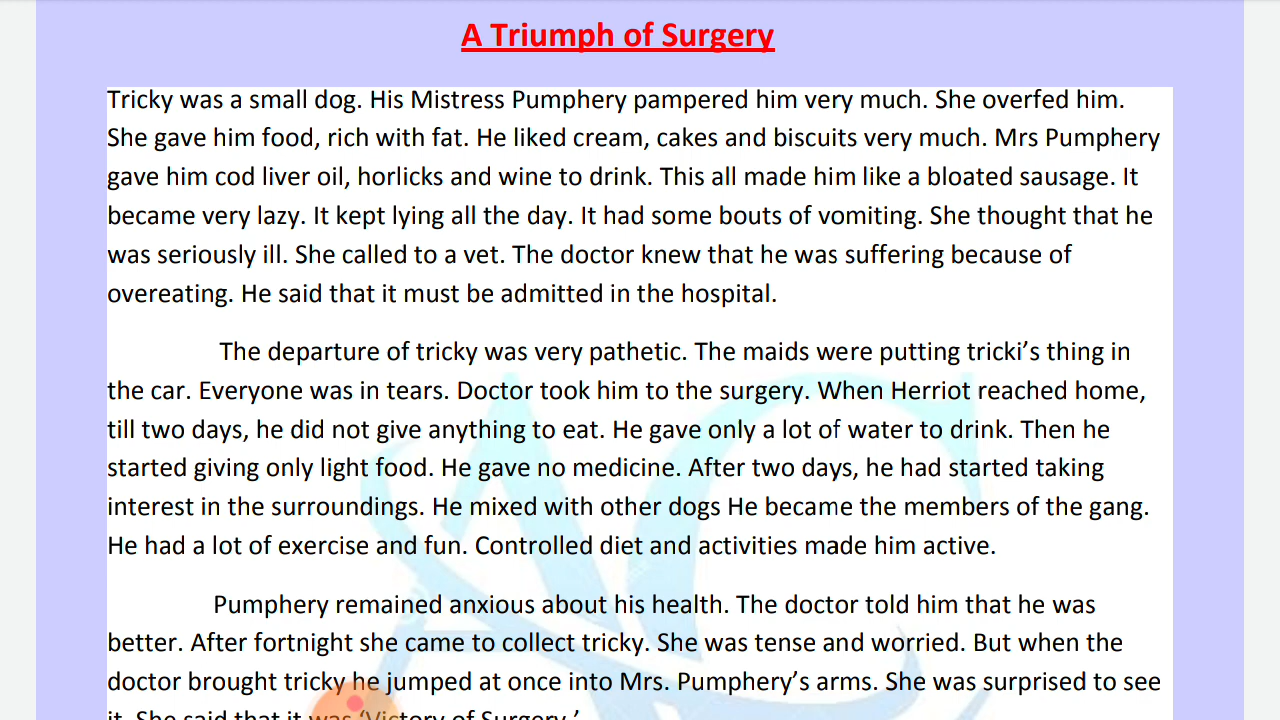 A Triumph of Surgery
Tricky was a small dog. His Mistress Pumphery pampered him very much. She overfed him.
She gave him food, rich with fat. He liked cream, cakes and biscuits very much. Mrs Pumphery
gave him cod liver oil, horlicks and wine to drink. This all made him like a bloated sausage. It
became very lazy. It kept lying all the day. It had some bouts of vomiting. She thought that he
was seriously ill. She called to a vet. The doctor knew that he was suffering because of
overeating. He said that it must be admitted in the hospital.
The departure of tricky was very pathetic. The maids were putting tricki’s thing in
the car. Everyone was in tears. Doctor took him to the surgery. When Herriot reached home,
till two days, he did not give anything to eat. He gave only a lot of water to drink. Then he
started giving only light food. He gave no medicine. After two days, he had started taking
interest in the surroundings. He mixed with other dogs He became the members of the gang.
He had a lot of exercise and fun. Controlled diet and activities made him active.
Pumphery remained anxious about his health. The doctor told him that he was
better. After fortnight she came to collect tricky. She was tense and worried. But when the
doctor brought tricky he jumped at once into Mrs. Pumphery’s arms. She was surprised to see
it. She said that it was ‘Victory of Surgery.’